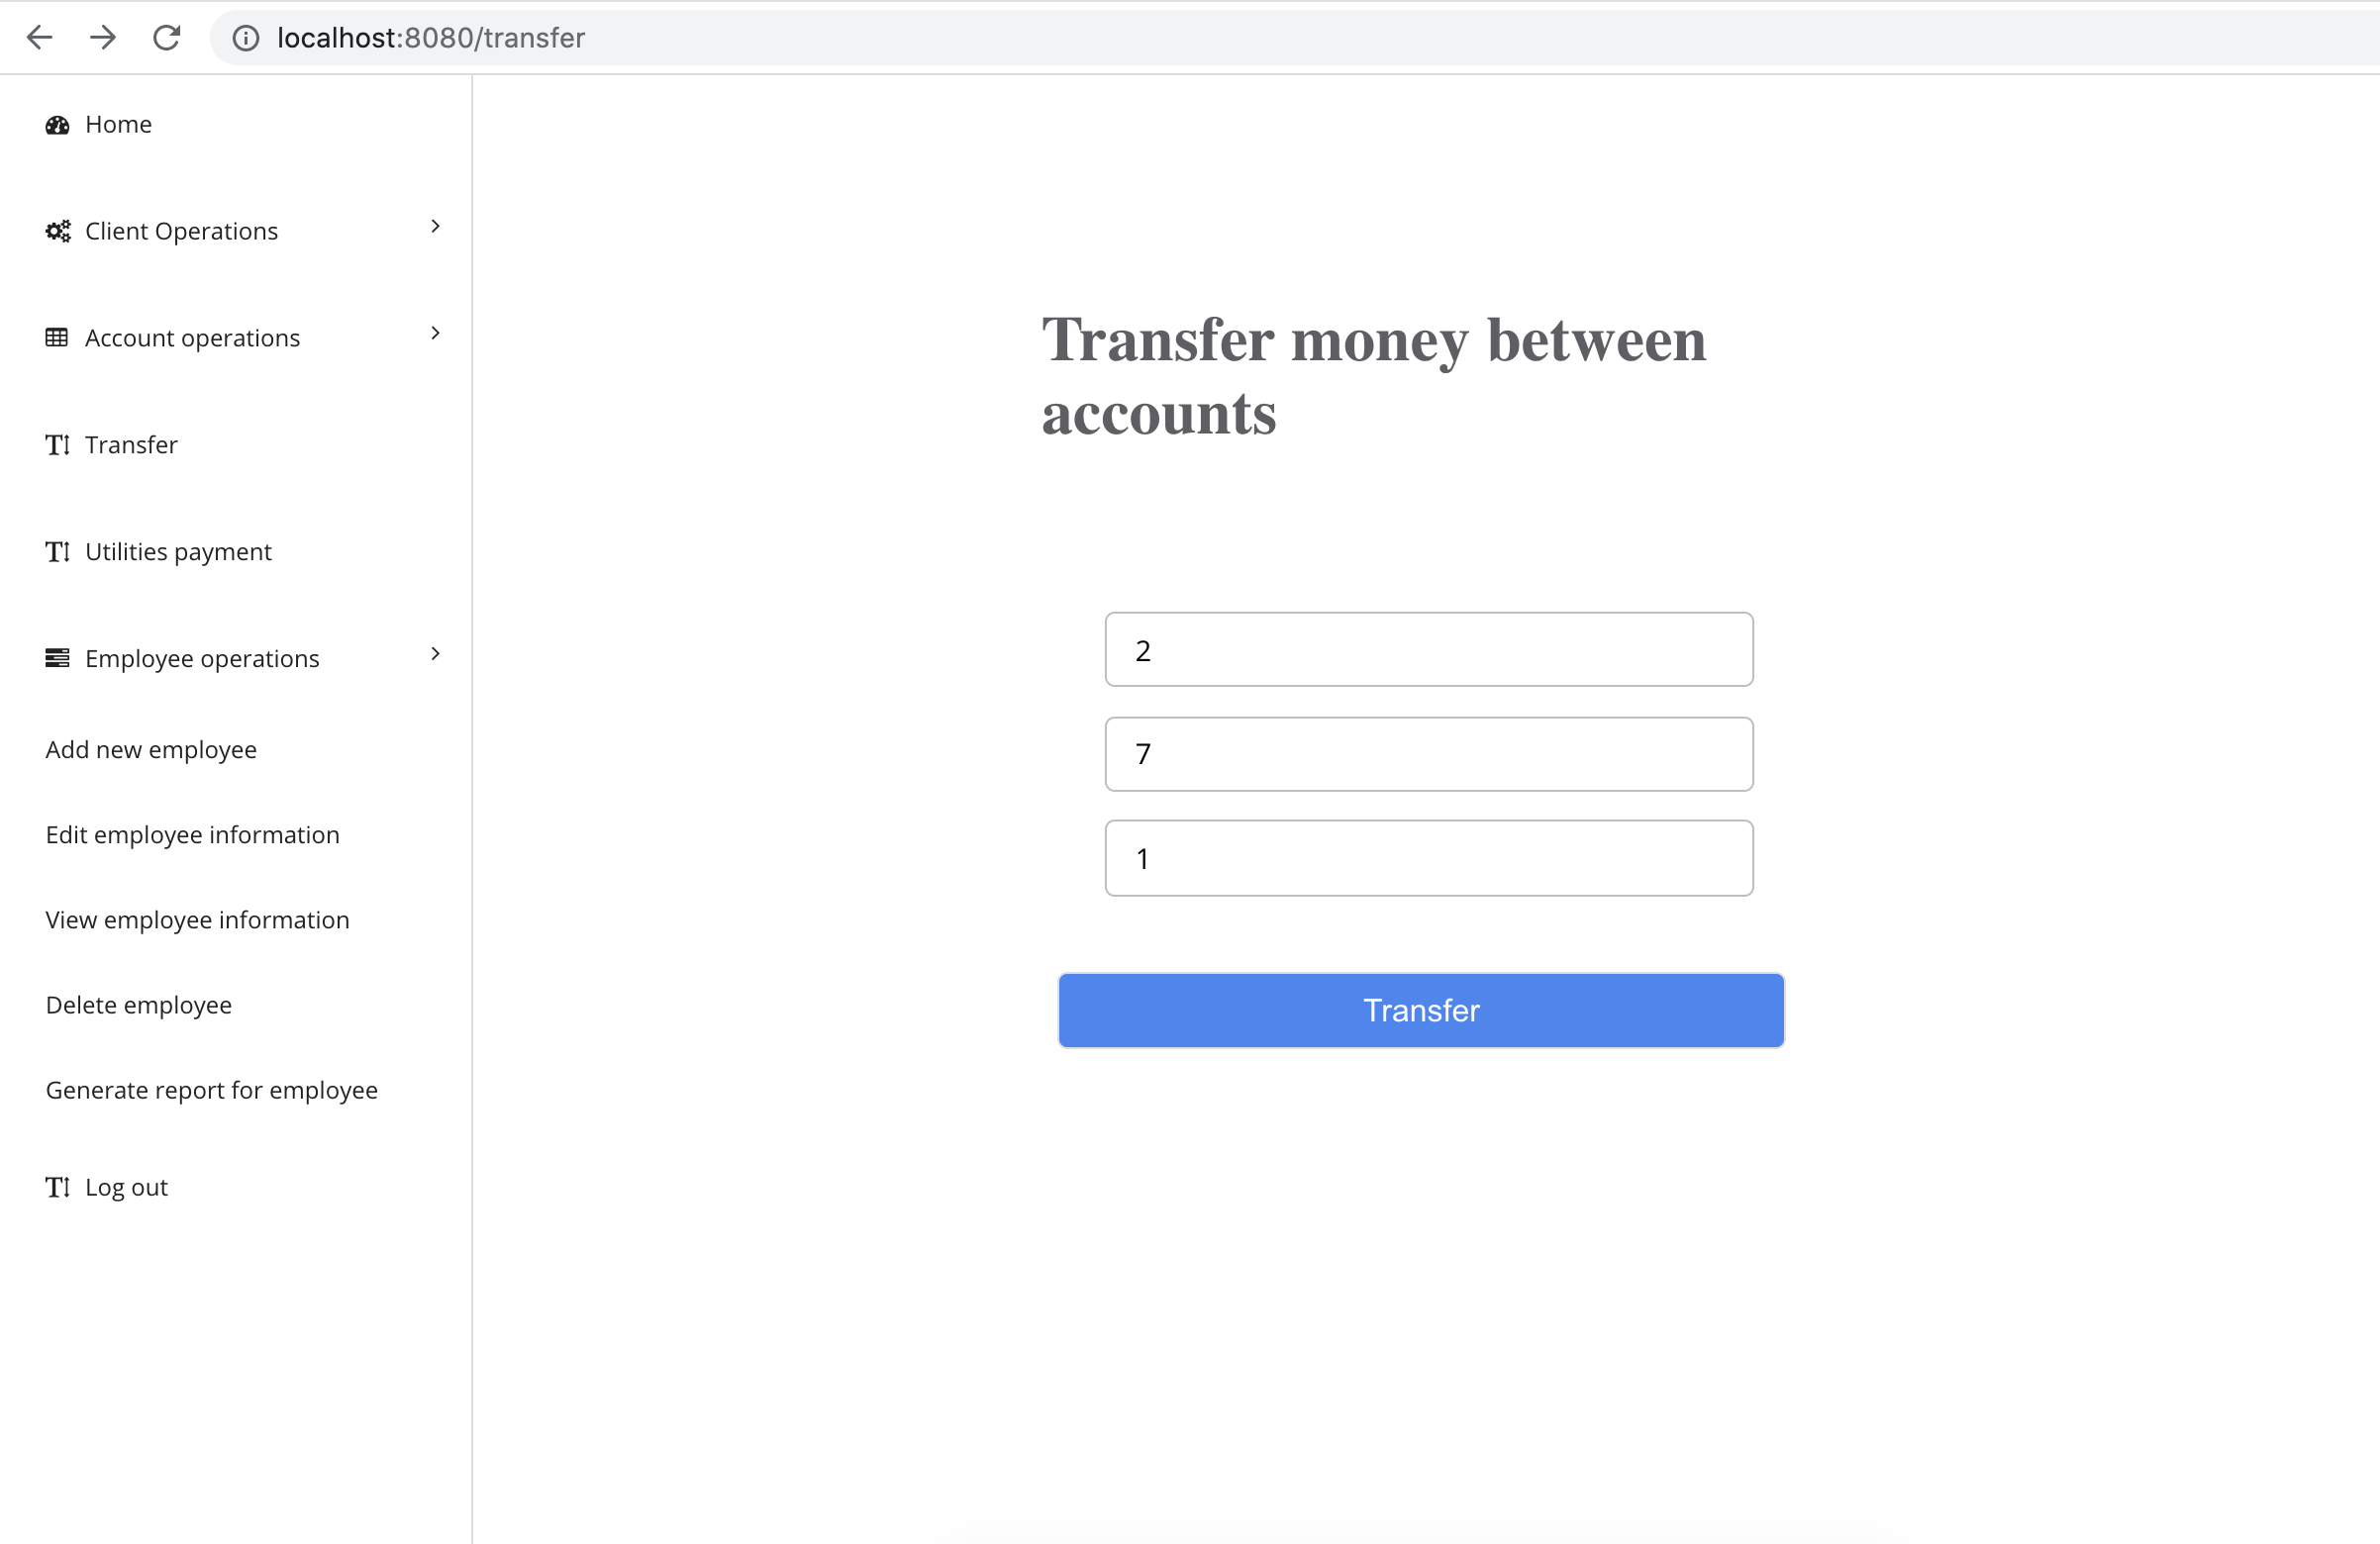 localhost:8080/transfer
Home
Client Operations
Account operations
Transfer
Utilities payment
Employee operations
Add new employee
Edit employee information
View employee information
Delete employee
Generate report for employee
Log out
Transfer money between
accounts
2
7
1
Transfer